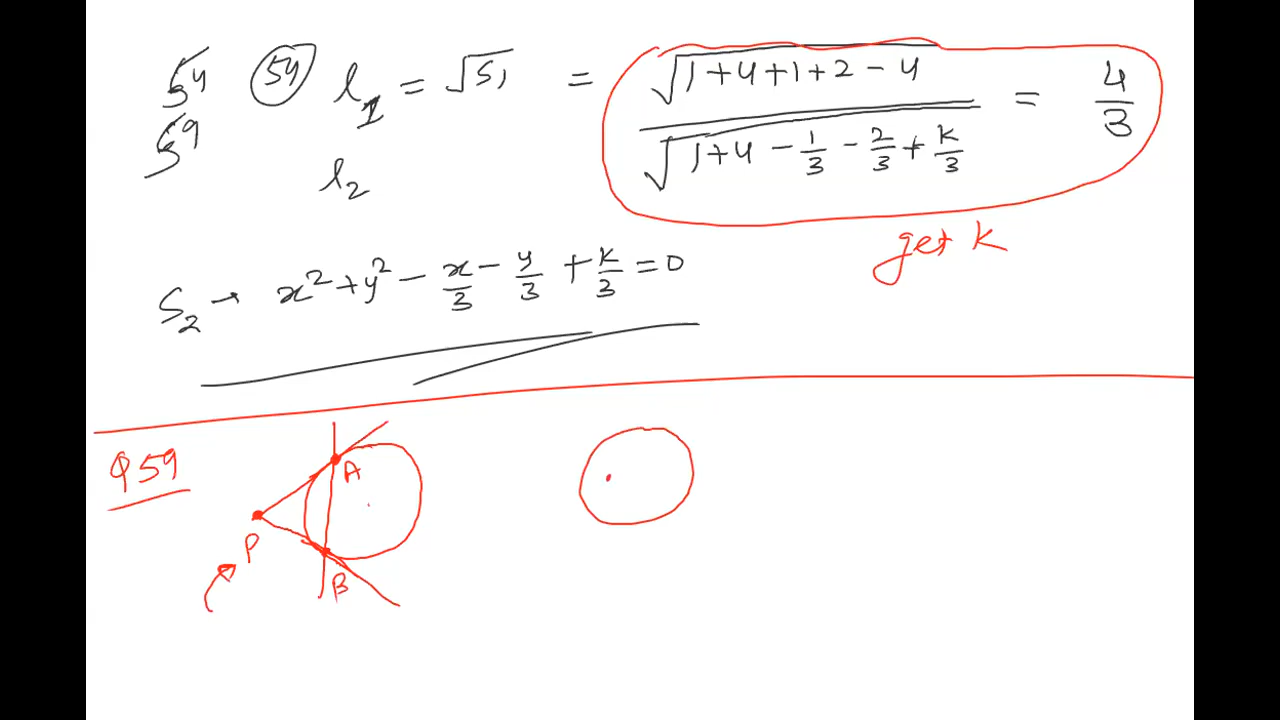 54 (54) l₁ = √S₁ = √(1+4+1+2-4) / √(1+4-1/3-2/3+k/3) = 4/3
59
l₂
get k
S₂ → x²+y²-x/3-y/3+k/3=0
Q59
A
P
B